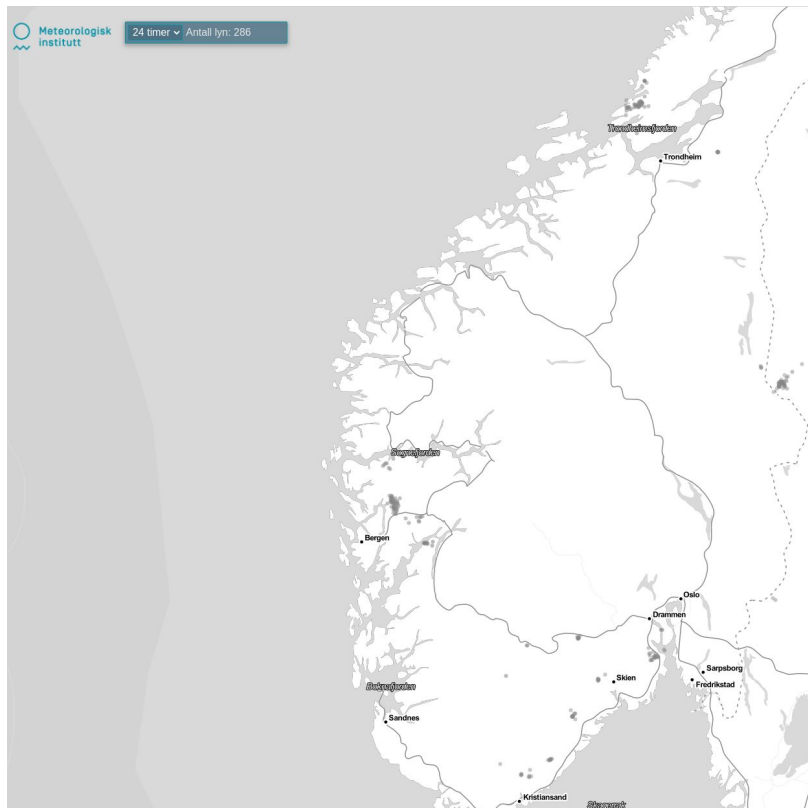 Meteorologisk
institutt
24 timer Antall lyn: 286
Trondheimsfjorden
Trondheim
Sognefjorden
Bergen
Oslo
Drammen
Sarpsborg
Skien
Fredrikstad
Boknafjorden
Sandnes
Kristiansand
Skagerrak